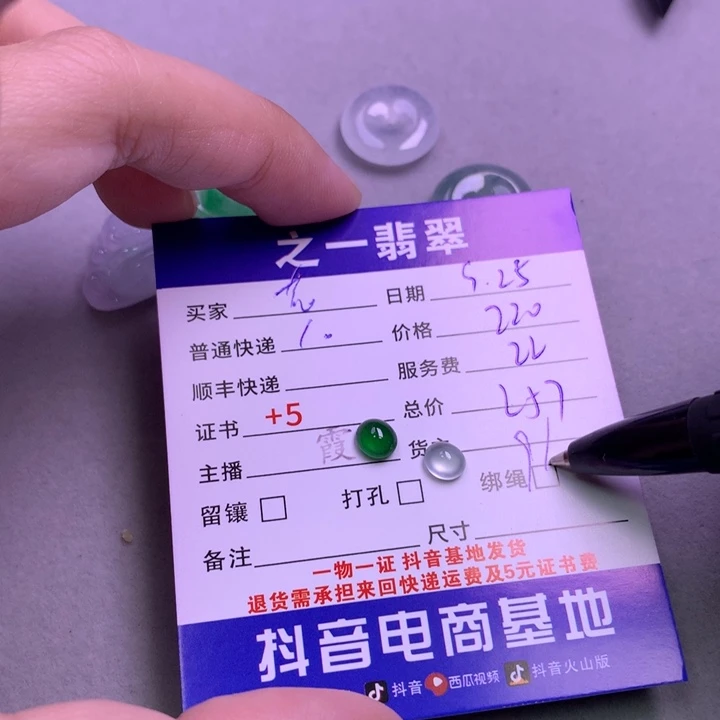 之一翡翠
买家 日期 5.25
普通快递 10 价格 220
顺丰快递 服务费 22
证书 +5 总价 257
主播 霞 货主 91
留镶 打孔 绑绳
备注 尺寸
一物一证 抖音基地发货
退货需承担来回快递运费及5元证书费
抖音电商基地
抖音 西瓜视频 抖音火山版